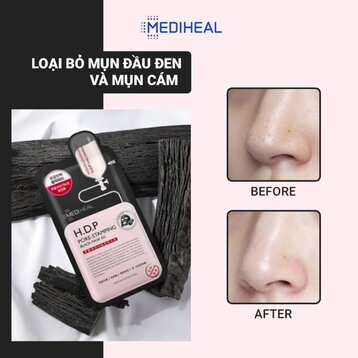 MEDIHEAL
LOẠI BỎ MỤN ĐẦU ĐEN
VÀ MỤN CÁM
MEDIHEAL
H.D.P
PORE-STAMPING
BLACK MASK EX.
BEFORE
AFTER